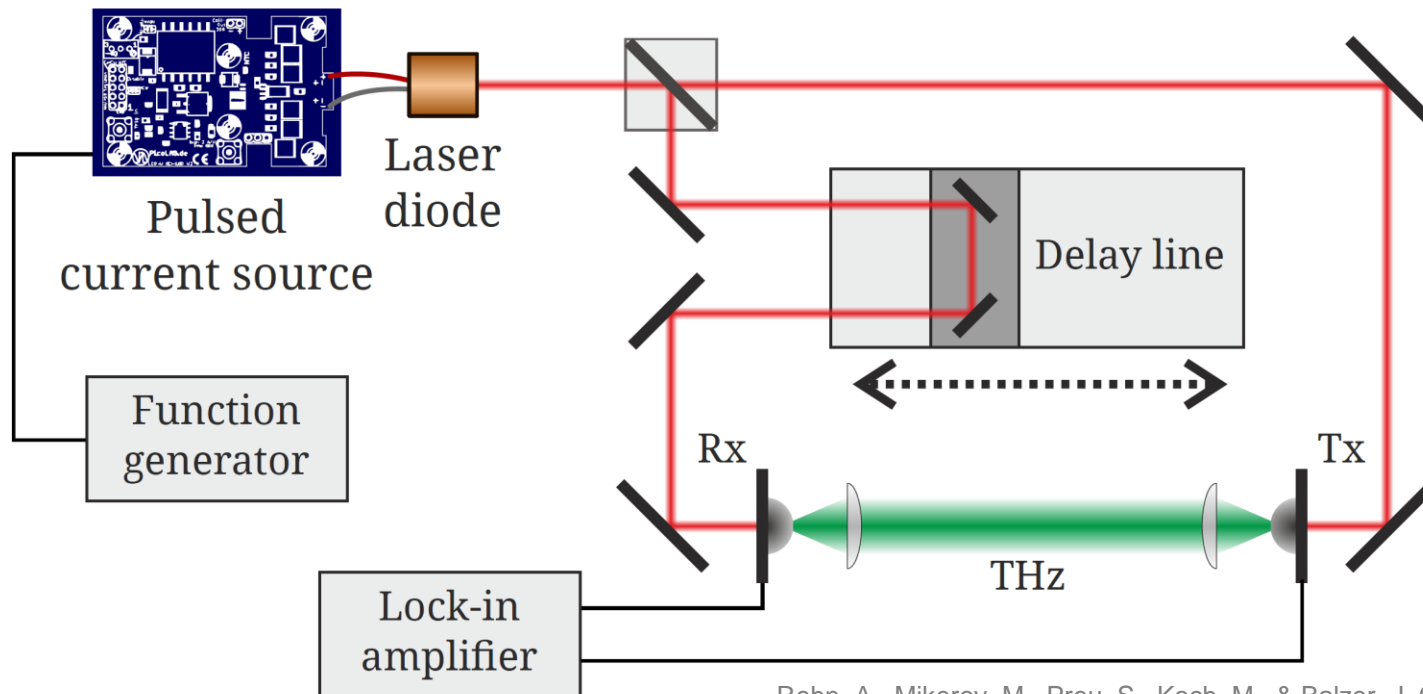 Laser
diode
Pulsed
current source
Delay line
Function
generator
Rx
Tx
THz
Lock-in
amplifier